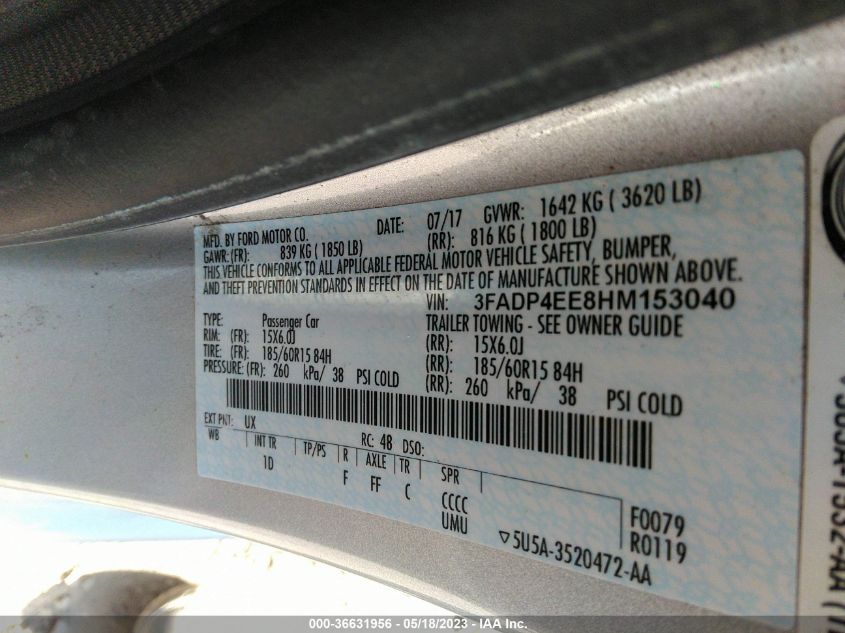 MFD. BY FORD MOTOR CO. DATE: 07/17 GVWR: 1642 KG ( 3620 LB)
GAWR: (FR): 839 KG ( 1850 LB) (RR): 816 KG ( 1800 LB)
THIS VEHICLE CONFORMS TO ALL APPLICABLE FEDERAL MOTOR VEHICLE SAFETY, BUMPER,
AND THEFT PREVENTION STANDARDS IN EFFECT ON THE DATE OF MANUFACTURE SHOWN ABOVE.
VIN: 3FADP4EE8HM153040
TYPE: Passenger Car TRAILER TOWING - SEE OWNER GUIDE
RIM: (FR): 15X6.0J (RR): 15X6.0J
TIRE: (FR): 185/60R15 84H (RR): 185/60R15 84H
PRESSURE: (FR): 260 kPa/ 38 PSI COLD (RR): 260 kPa/ 38 PSI COLD
EXT PNT: UX RC: 48 DSO:
WB INT TR TP/PS R AXLE TR SPR
1D F FF C CCCC
UMU
F0079
R0119
5U5A-3520472-AA
000-36631956 — 05/18/2023 — IAA Inc.